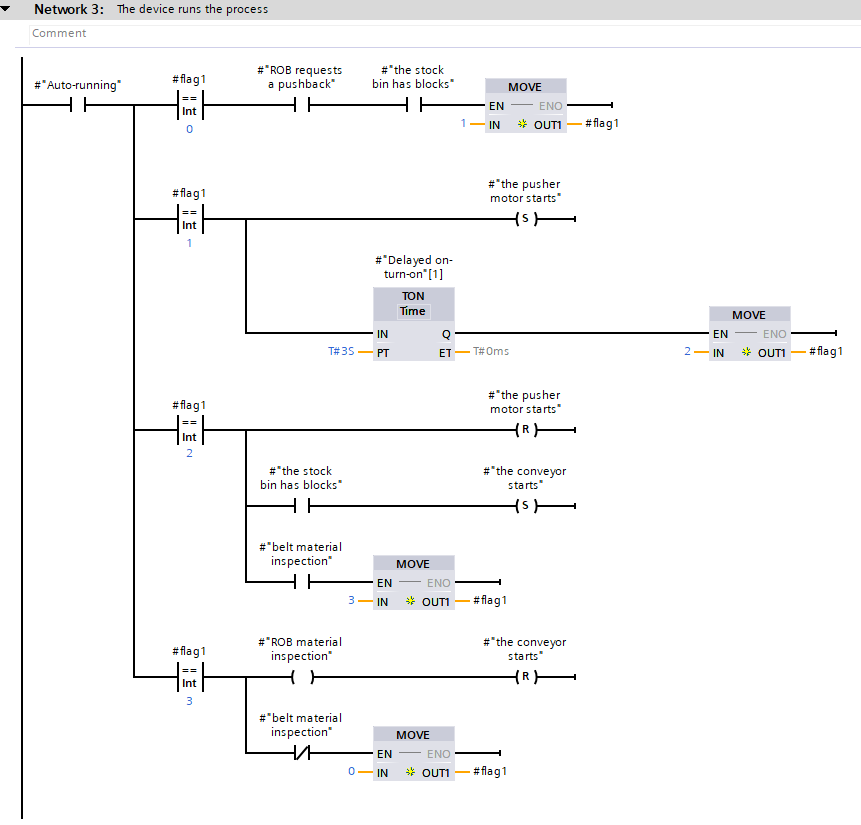 Network 3: The device runs the process
Comment
#"Auto-running"
#flag1
==
Int
0
#"ROB requests
a pushback"
#"the stock
bin has blocks"
MOVE
EN ENO
1 IN OUT1 #flag1
#flag1
==
Int
1
#"the pusher
motor starts"
S
#"Delayed on-
turn-on"[1]
TON
Time
IN Q
T#3S PT ET T#0ms
MOVE
EN ENO
2 IN OUT1 #flag1
#flag1
==
Int
2
#"the pusher
motor starts"
R
#"the stock
bin has blocks"
#"the conveyor
starts"
S
#"belt material
inspection"
MOVE
EN ENO
3 IN OUT1 #flag1
#flag1
==
Int
3
#"ROB material
inspection"
#"the conveyor
starts"
R
#"belt material
inspection"
MOVE
EN ENO
0 IN OUT1 #flag1